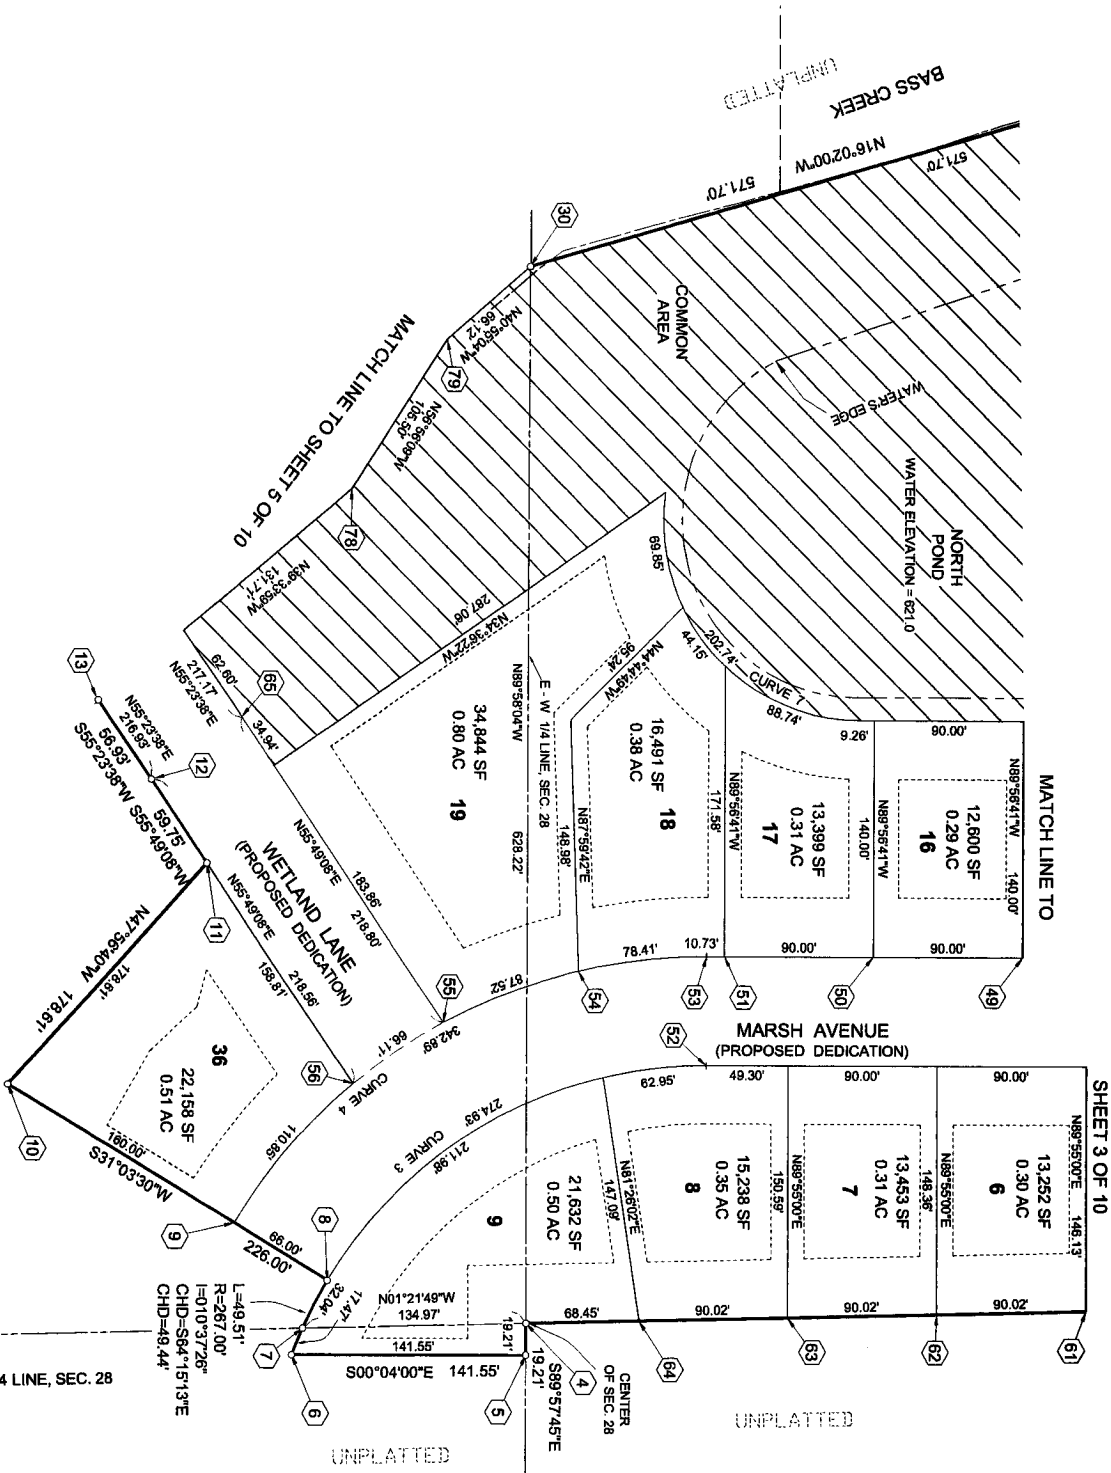 BASS CREEK
UNPLATTED
N16°02'00"W
571.70'
571.70'
30
COMMON
AREA
WATER'S EDGE
NORTH
POND
WATER ELEVATION = 621.0
N40°55'04"W
66.12'
79
N56°56'09"W
105.50'
78
MATCH LINE TO SHEET 5 OF 10
N39°33'59"W
131.71'
287.06'
N34°36'22"W
69.85'
44.15'
202.74'
CURVE 7
88.74'
9.26'
90.00'
N89°56'41"W
140.00'
MATCH LINE TO
SHEET 3 OF 10
12,600 SF
0.29 AC
16
N89°56'41"W
140.00'
13,399 SF
0.31 AC
17
N89°56'41"W
171.58'
16,491 SF
0.38 AC
18
N44°44'49"W
95.24'
N87°59'42"E
148.98'
E - W 1/4 LINE, SEC. 28
N89°58'04"W
628.22'
34,844 SF
0.80 AC
19
90.00'
90.00'
10.73'
78.41'
49
50
51
53
54
87.52'
342.89'
55
66.11'
56
CURVE 4
110.85'
MARSH AVENUE
(PROPOSED DEDICATION)
52
62.95'
49.30'
90.00'
90.00'
274.93'
CURVE 3
211.98'
N89°55'00"E
146.13'
6
13,252 SF
0.30 AC
N89°55'00"E
148.36'
7
13,453 SF
0.31 AC
N89°55'00"E
150.59'
8
15,238 SF
0.35 AC
N81°26'02"E
147.09'
21,632 SF
0.50 AC
9
68.45'
90.02'
90.02'
90.02'
61
62
63
64
CENTER
OF SEC. 28
4
S89°57'45"E
19.21'
19.21'
5
S00°04'00"E
141.55'
141.55'
N01°21'49"W
134.97'
6
7
17.47'
32.04'
8
L=49.51'
R=267.00'
I=010°37'26"
CHD=S64°15'13"E
CHD=49.44'
66.00'
226.00'
9
S31°03'30"W
160.00'
10
36
22,158 SF
0.51 AC
N47°56'40"W
178.61'
178.61'
11
N55°49'08"E
158.81'
218.56'
WETLAND LANE
(PROPOSED DEDICATION)
N55°49'08"E
183.86'
218.80'
34.94'
65
62.60'
217.17'
N55°23'38"E
13
N55°23'38"E
216.93'
12
56.93'
S55°23'38"W
59.75'
S55°49'08"W
UNPLATTED
UNPLATTED
4 LINE, SEC. 28